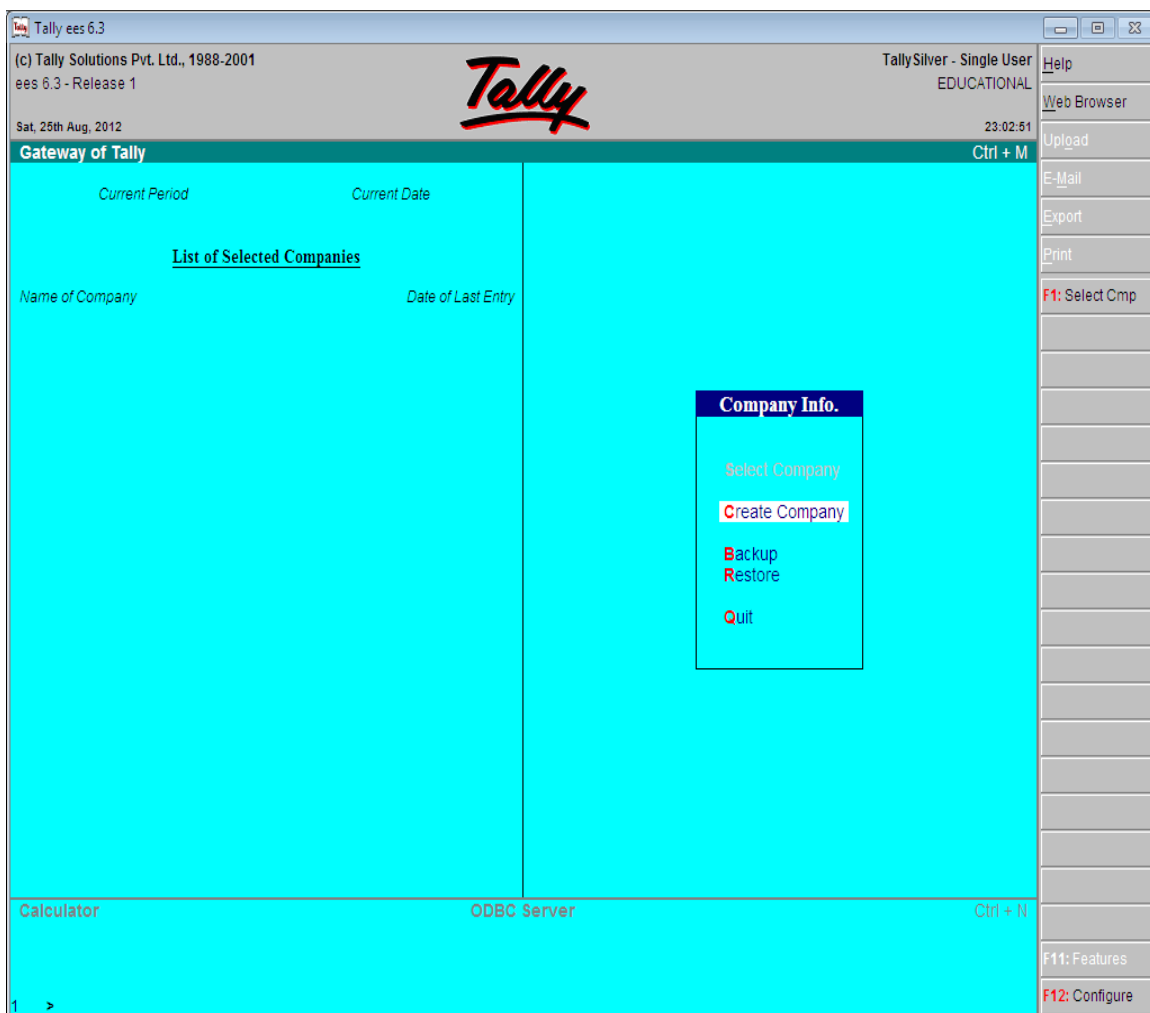 Tally ees 6.3
(c) Tally Solutions Pvt. Ltd., 1988-2001
ees 6.3 - Release 1
Sat, 25th Aug, 2012
Tally
TallySilver - Single User
EDUCATIONAL
23:02:51
Gateway of Tally Ctrl + M
Current Period Current Date
List of Selected Companies
Name of Company Date of Last Entry
Company Info.
Select Company
Create Company
Backup
Restore
Quit
Calculator ODBC Server Ctrl + N
1 >
Help
Web Browser
Upload
E-Mail
Export
Print
F1: Select Cmp
F11: Features
F12: Configure